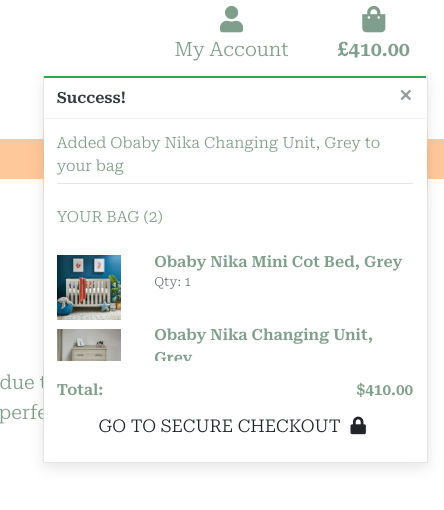 My Account
£410.00
Success!
×
Added Obaby Nika Changing Unit, Grey to
your bag
YOUR BAG (2)
Obaby Nika Mini Cot Bed, Grey
Qty: 1
Obaby Nika Changing Unit,
Grey
due t
perfe
Total: $410.00
GO TO SECURE CHECKOUT